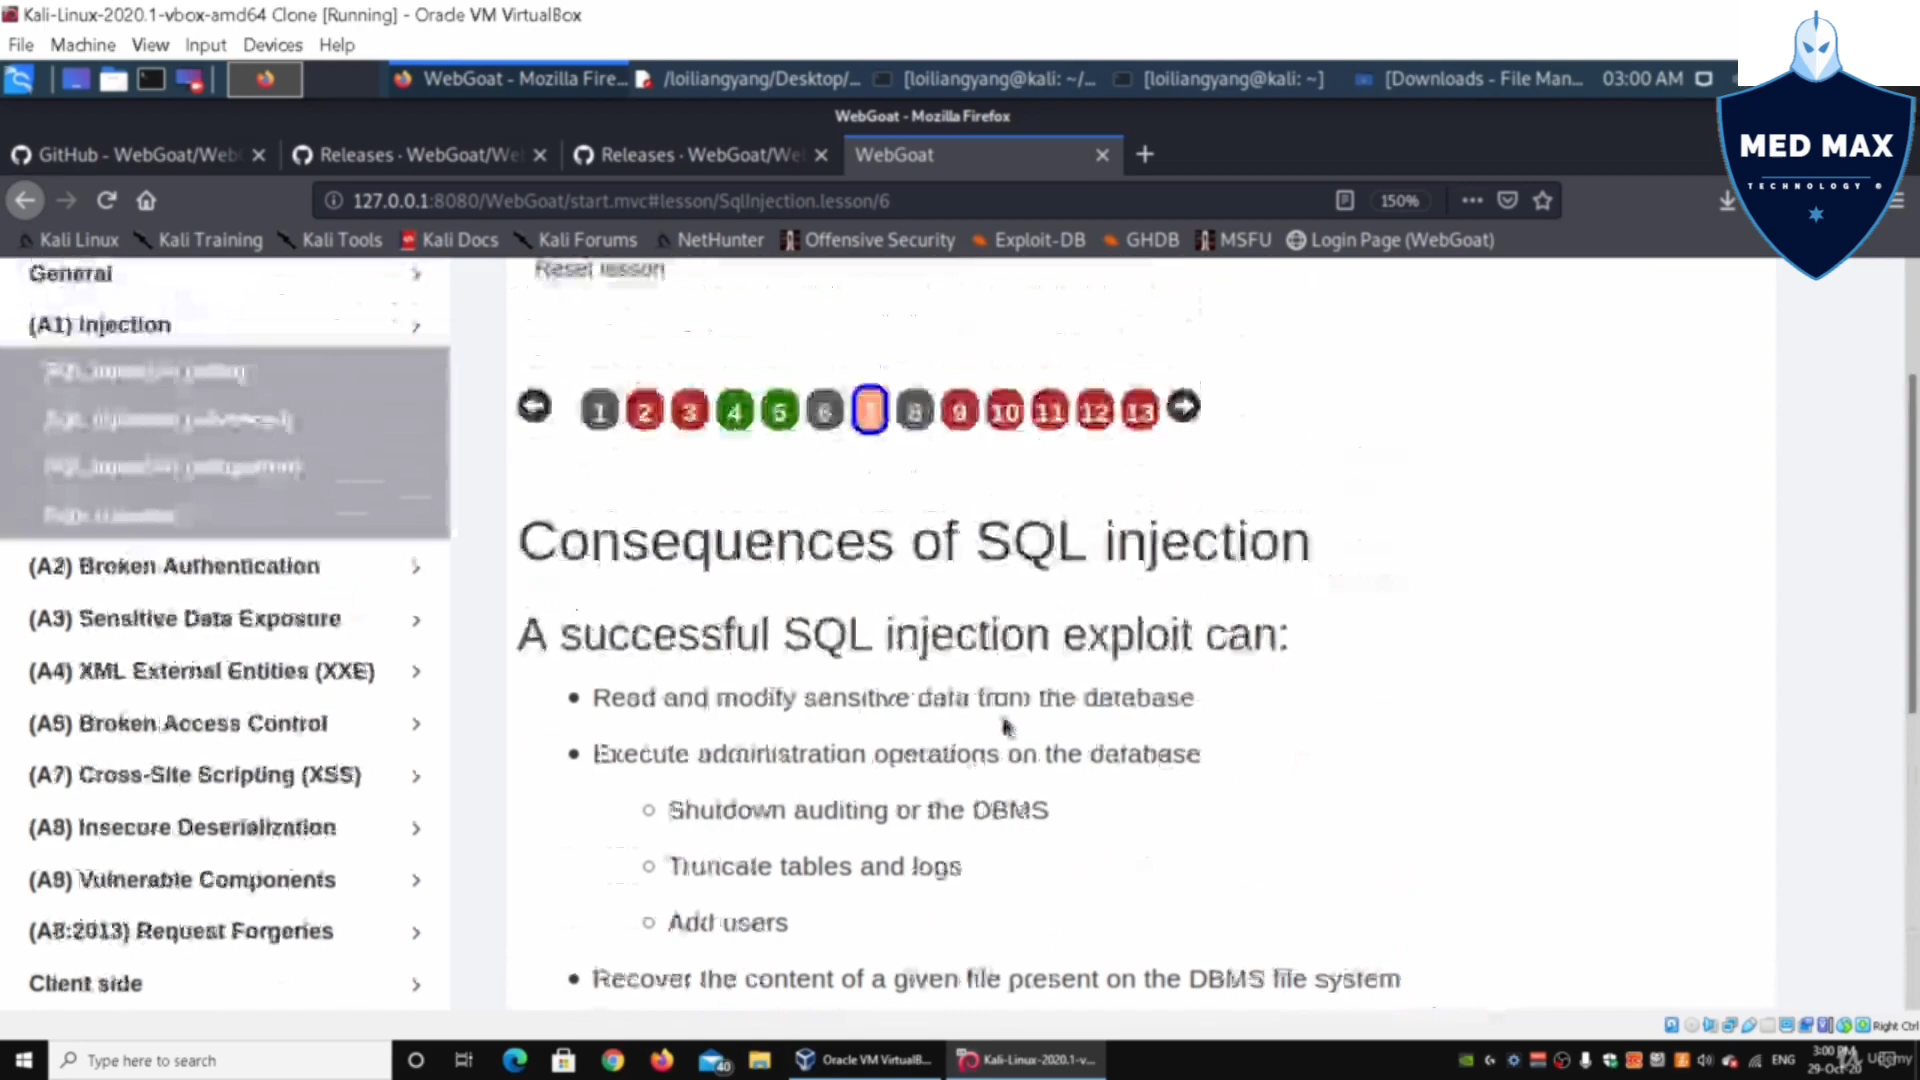 Kali-Linux-2020.1-vbox-amd64 Clone [Running] - Oracle VM VirtualBox
File Machine View Input Devices Help
WebGoat - Mozilla Fire... /loiliangyang/Desktop/... [loiliangyang@kali: ~/... [loiliangyang@kali: ~] [Downloads - File Man... 03:00 AM
WebGoat - Mozilla Firefox
GitHub - WebGoat/Web Releases · WebGoat/We Releases · WebGoat/We WebGoat
MED MAX
TECHNOLOGY
127.0.0.1:8080/WebGoat/start.mvc#lesson/SqlInjection.lesson/6 150%
Kali Linux Kali Training Kali Tools Kali Docs Kali Forums NetHunter Offensive Security Exploit-DB GHDB MSFU Login Page (WebGoat)
General
Reset lesson
(A1) Injection
1 2 3 4 5 6 8 9 10 11 12 13
Consequences of SQL injection
(A2) Broken Authentication
(A3) Sensitive Data Exposure
A successful SQL injection exploit can:
(A4) XML External Entities (XXE)
Read and modify sensitive data from the database
(A5) Broken Access Control
Execute administration operations on the database
(A7) Cross-Site Scripting (XSS)
Shutdown auditing or the DBMS
(A8) Insecure Deserialization
Truncate tables and logs
(A9) Vulnerable Components
Add users
(A8:2013) Request Forgeries
Recover the content of a given file present on the DBMS file system
Client side
Right Ctrl
Type here to search
40
Oracle VM VirtualB...
Kali-Linux-2020.1-v...
ENG
3:00 PM